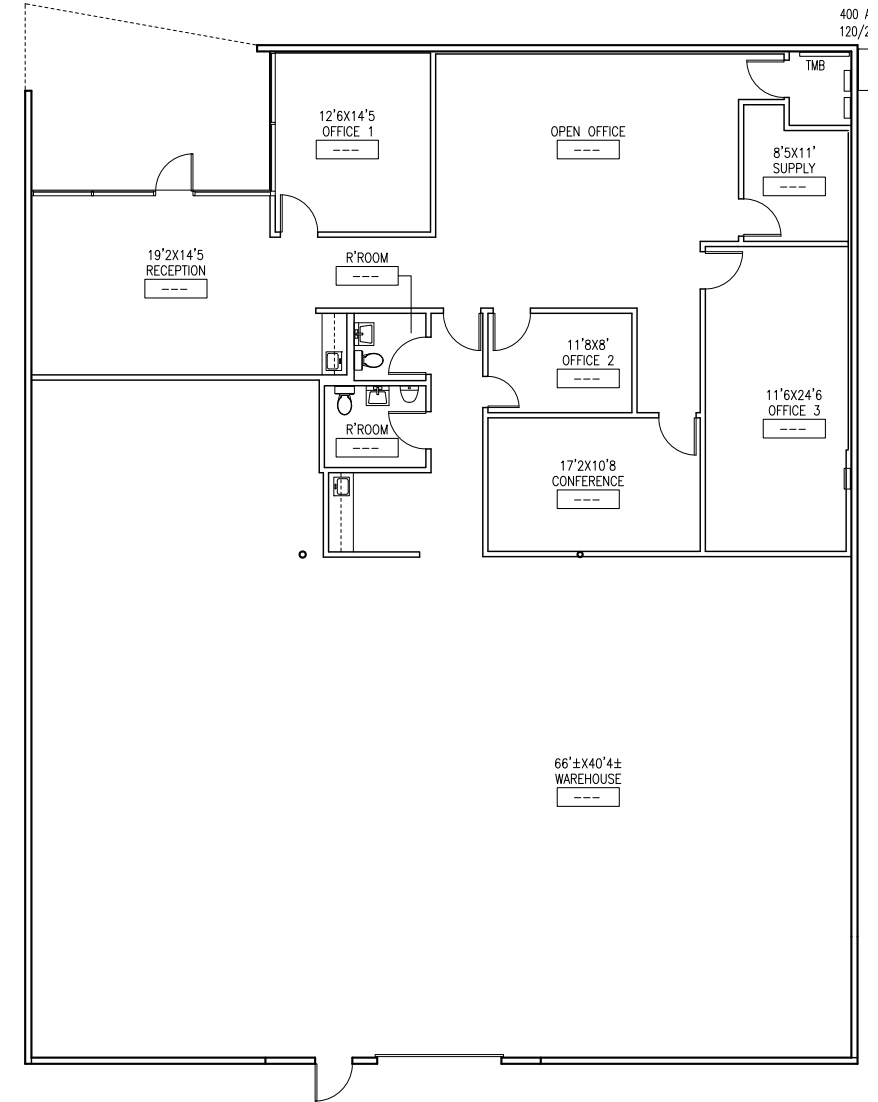 400 A
120/2
TMB
12'6X14'5
OFFICE 1
---
OPEN OFFICE
---
8'5X11'
SUPPLY
---
19'2X14'5
RECEPTION
---
R'ROOM
---
11'8X8'
OFFICE 2
---
11'6X24'6
OFFICE 3
---
R'ROOM
---
17'2X10'8
CONFERENCE
---
66'±X40'4±
WAREHOUSE
---